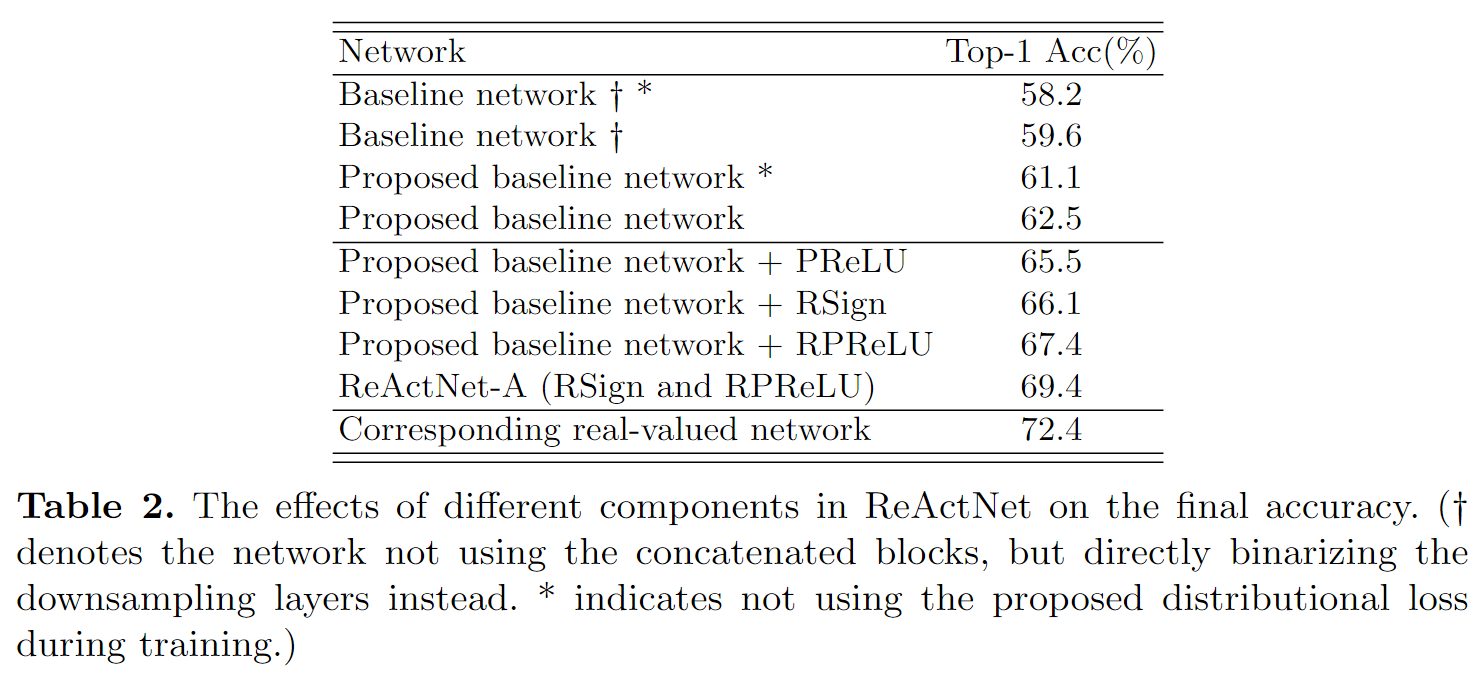 Network Top-1 Acc(%)
Baseline network † * 58.2
Baseline network † 59.6
Proposed baseline network * 61.1
Proposed baseline network 62.5
Proposed baseline network + PReLU 65.5
Proposed baseline network + RSign 66.1
Proposed baseline network + RPReLU 67.4
ReActNet-A (RSign and RPReLU) 69.4
Corresponding real-valued network 72.4
Table 2. The effects of different components in ReActNet on the final accuracy. (†
denotes the network not using the concatenated blocks, but directly binarizing the
downsampling layers instead. * indicates not using the proposed distributional loss
during training.)